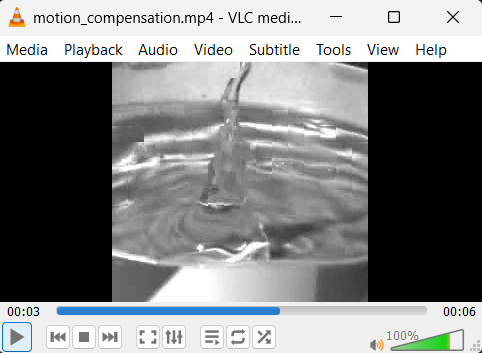 motion_compensation.mp4 - VLC medi...
Media Playback Audio Video Subtitle Tools View Help
00:03 00:06
100%